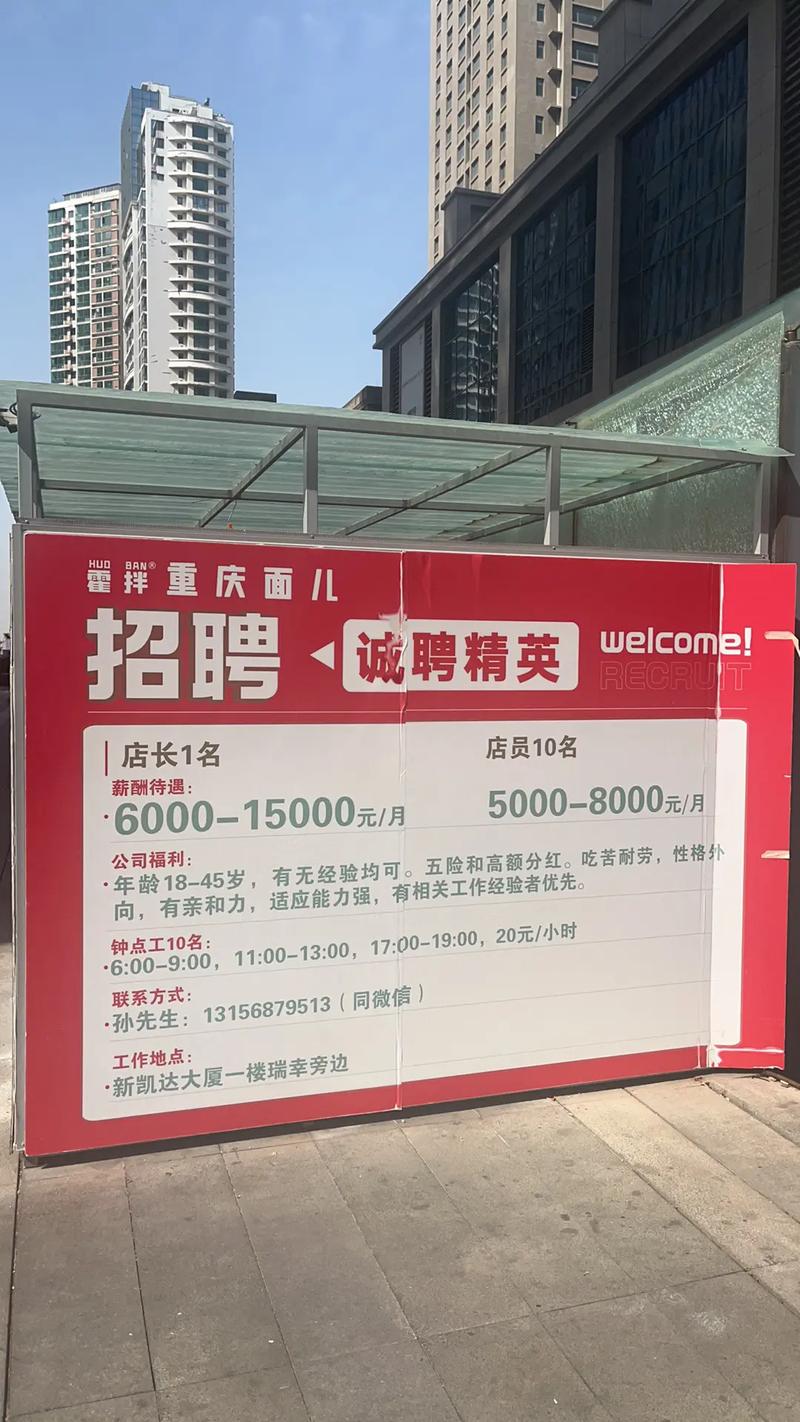 HUO BAN®
霍拌 重庆面儿
招聘 诚聘精英 welcome!
RECRUIT
店长1名 店员10名
薪酬待遇：
·6000-15000元/月 5000-8000元/月
公司福利：
·年龄18-45岁，有无经验均可。五险和高额分红。吃苦耐劳，性格外
向，有亲和力，适应能力强，有相关工作经验者优先。
钟点工10名：
·6:00-9:00，11:00-13:00，17:00-19:00，20元/小时
联系方式：
·孙先生：13156879513（同微信）
工作地点：
·新凯达大厦一楼瑞幸旁边